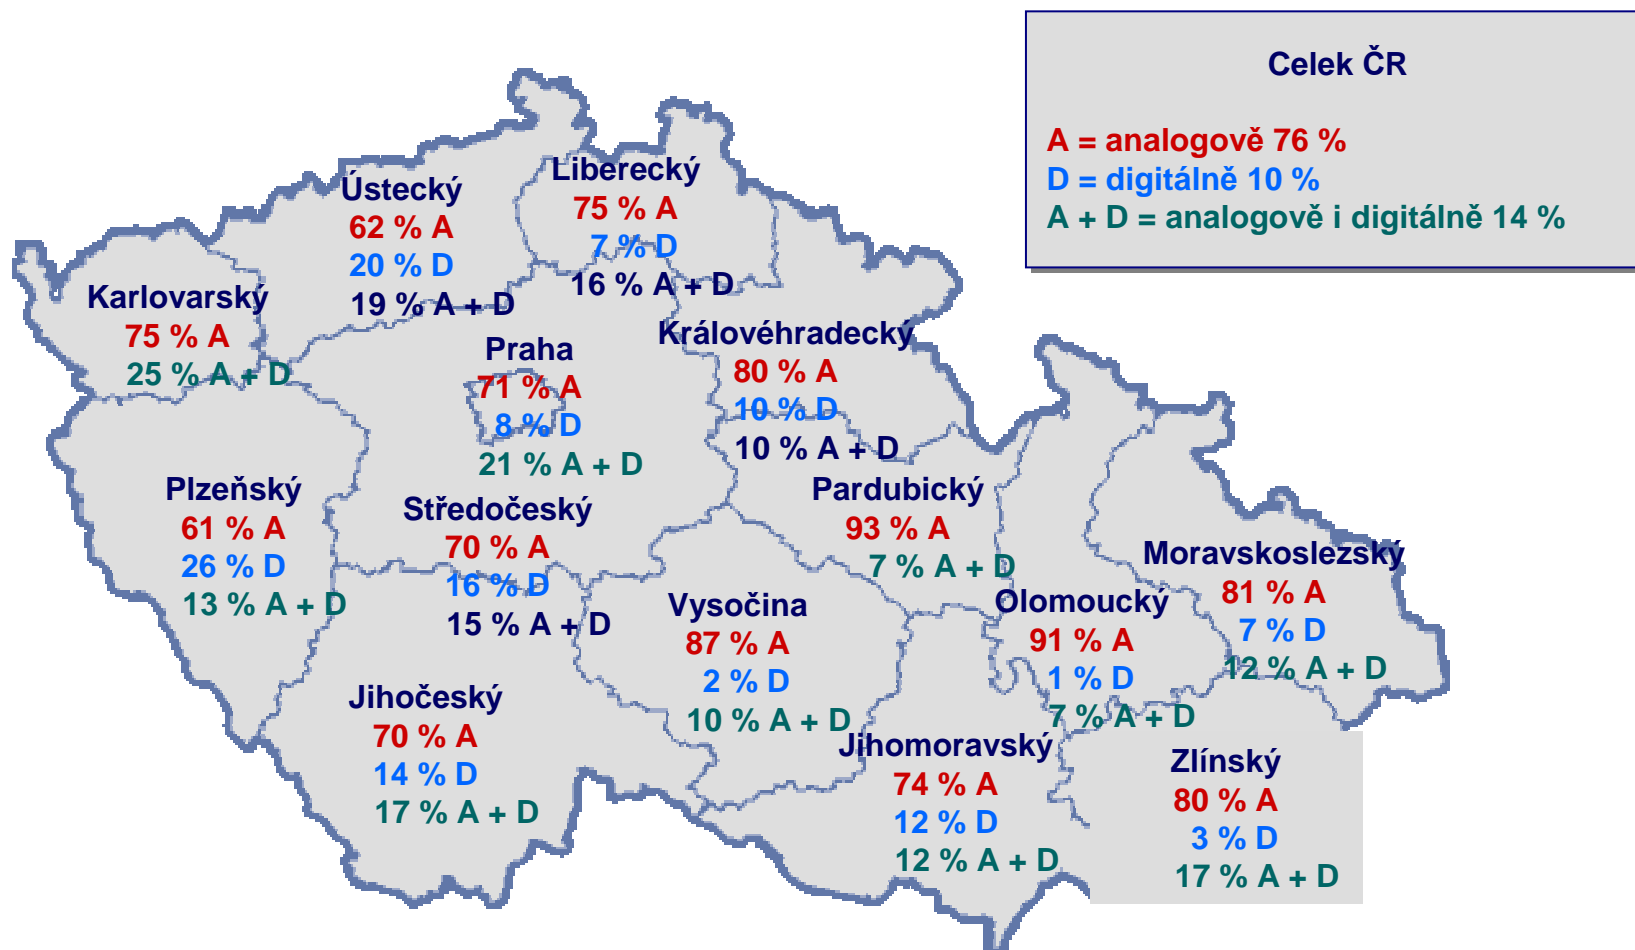 Celek ČR
A = analogově 76 %
D = digitálně 10 %
A + D = analogově i digitálně 14 %
Liberecký
75 % A
7 % D
16 % A + D
Ústecký
62 % A
20 % D
19 % A + D
Karlovarský
75 % A
25 % A + D
Praha
71 % A
8 % D
21 % A + D
Královéhradecký
80 % A
10 % D
10 % A + D
Plzeňský
61 % A
26 % D
13 % A + D
Středočeský
70 % A
16 % D
15 % A + D
Pardubický
93 % A
7 % A + D
Moravskoslezský
81 % A
7 % D
12 % A + D
Vysočina
87 % A
2 % D
10 % A + D
Olomoucký
91 % A
1 % D
7 % A + D
Jihočeský
70 % A
14 % D
17 % A + D
Jihomoravský
74 % A
12 % D
12 % A + D
Zlínský
80 % A
3 % D
17 % A + D